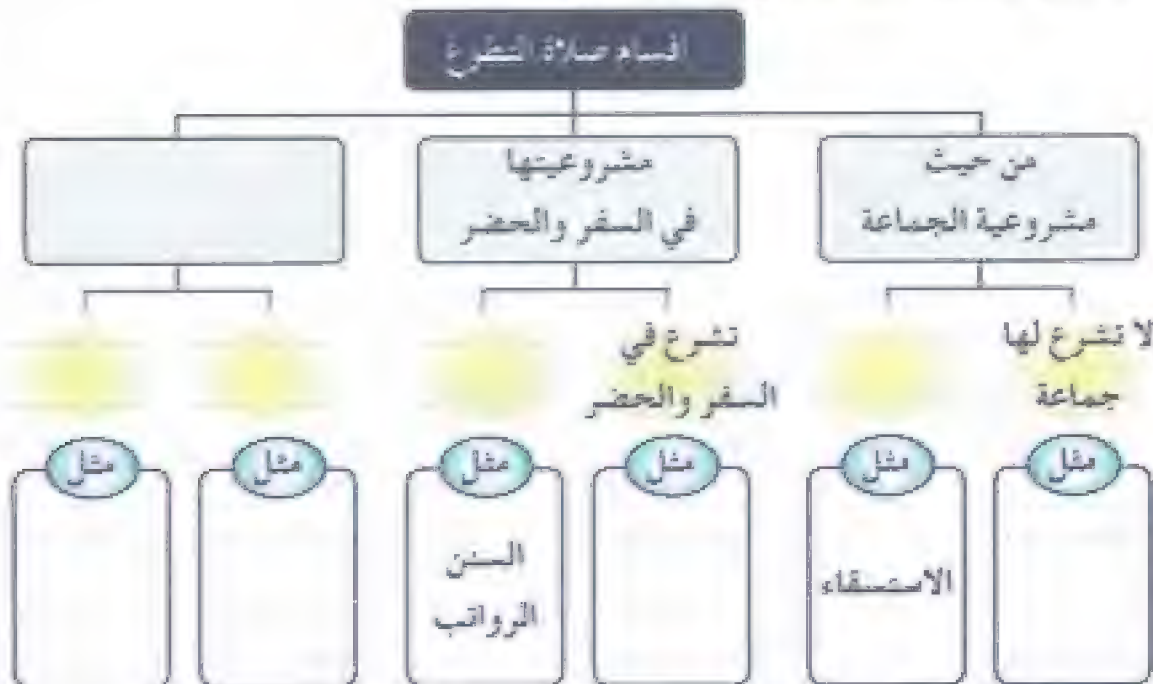 أقسام صلاة التطوع
من حيث
مشروعية الجماعة
مشروعيتها
في السفر والحضر
لا تشرع لها
جماعة
تشرع في
السفر والحضر
مثل
مثل
مثل
مثل
مثل
مثل
الاستسقاء
السنن
الرواتب